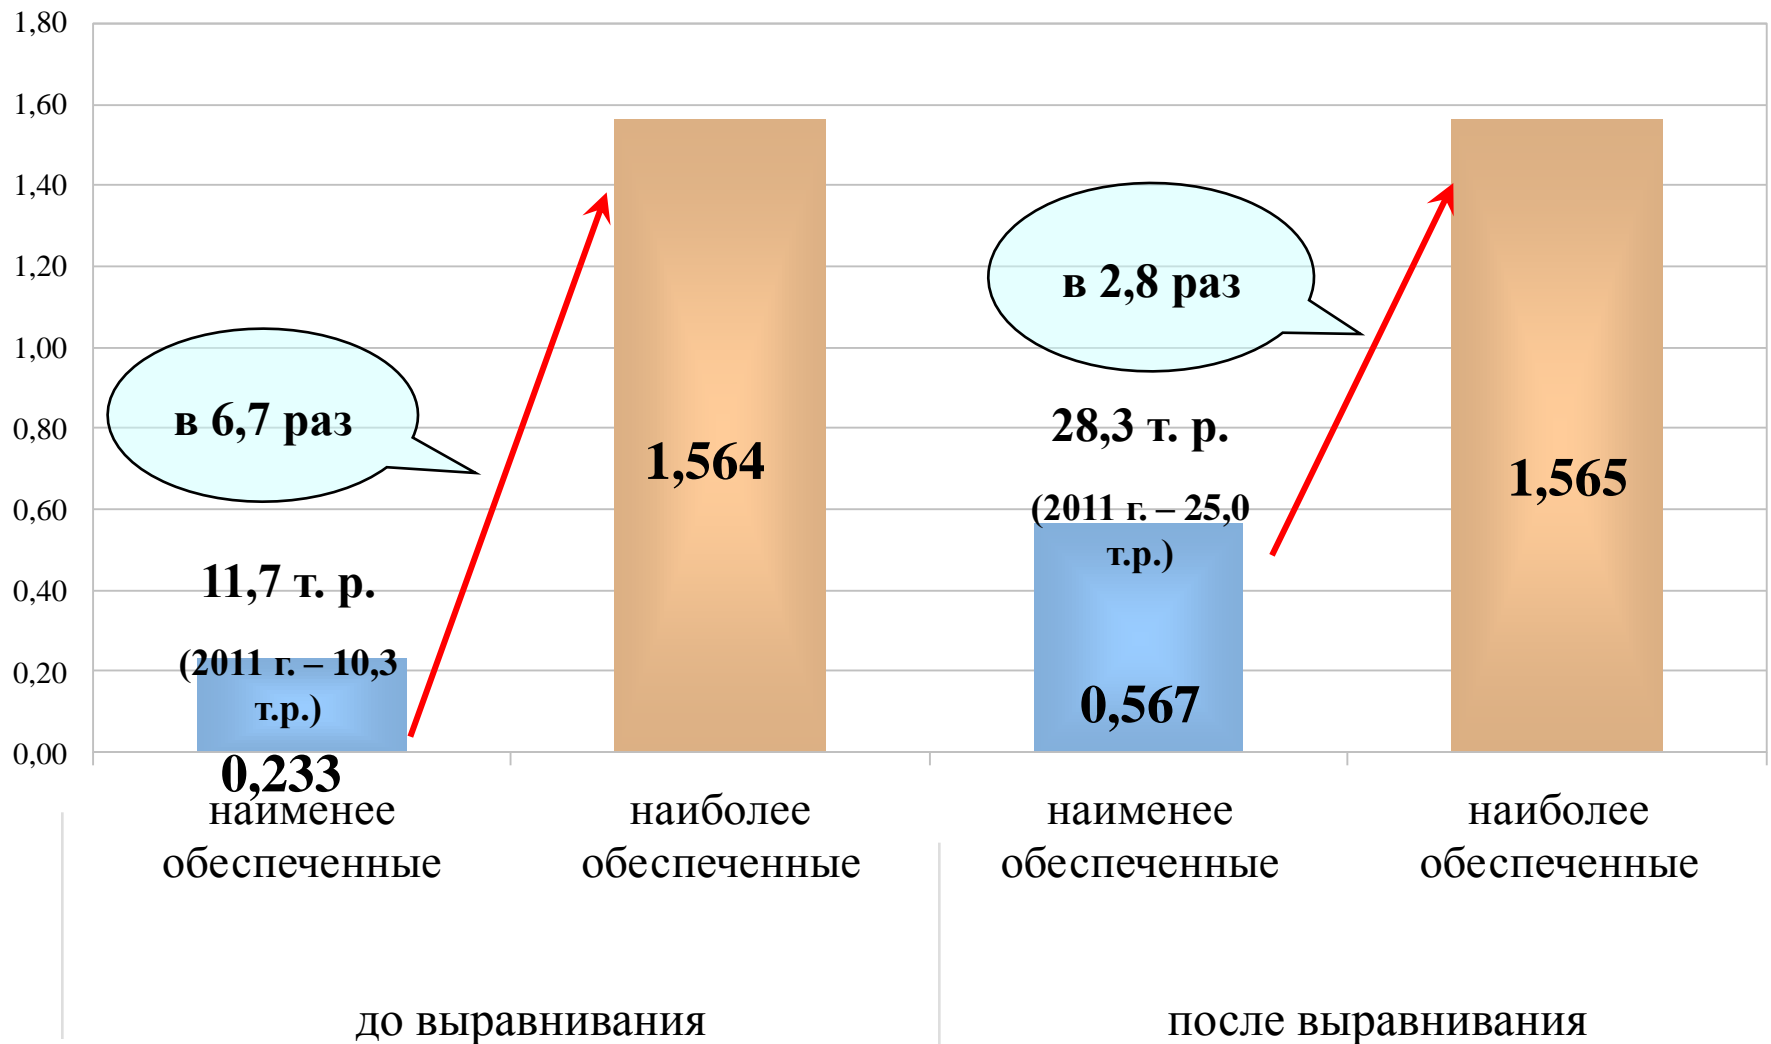 1,80
1,60
1,40
1,20
1,00
0,80
0,60
0,40
0,20
0,00
в 6,7 раз
11,7 т. р.
(2011 г. – 10,3
т.р.)
0,233
1,564
в 2,8 раз
28,3 т. р.
(2011 г. – 25,0
т.р.)
0,567
1,565
наименее
обеспеченные
наиболее
обеспеченные
наименее
обеспеченные
наиболее
обеспеченные
до выравнивания
после выравнивания